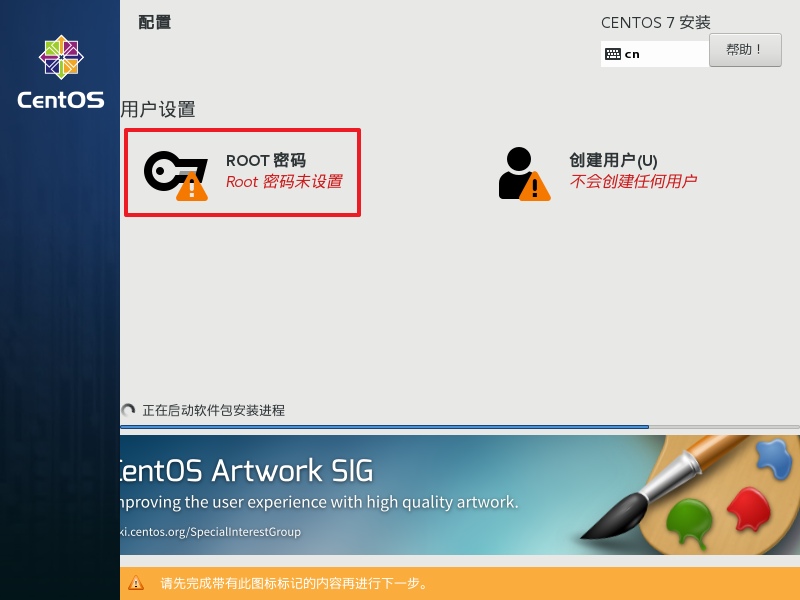 配置
CENTOS 7 安装
cn
帮助！
CentOS
用户设置
ROOT 密码
Root 密码未设置
创建用户(U)
不会创建任何用户
正在启动软件包安装进程
CentOS Artwork SIG
mproving the user experience with high quality artwork.
ki.centos.org/SpecialInterestGroup
请先完成带有此图标标记的内容再进行下一步。